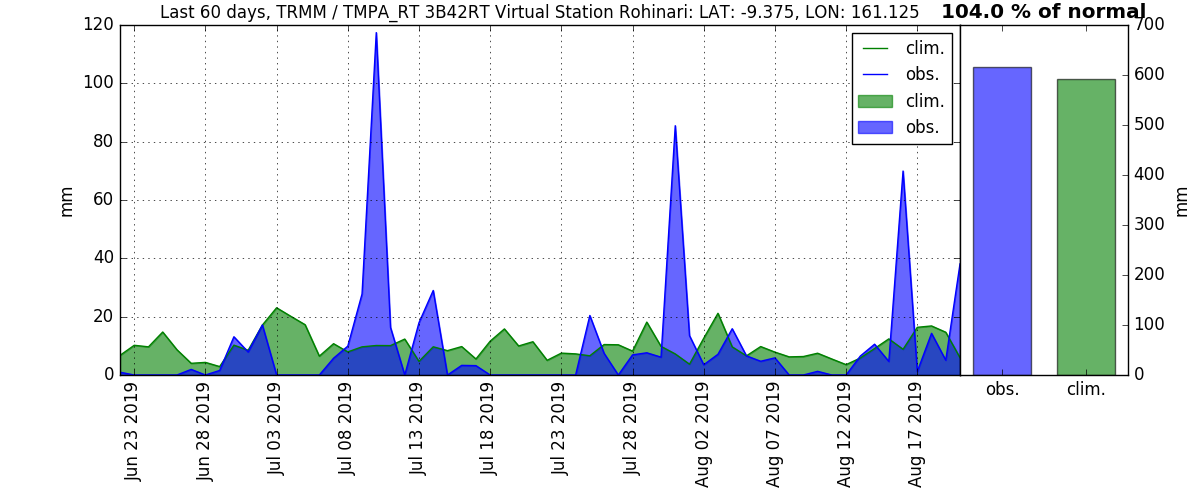 Last 60 days, TRMM / TMPA_RT 3B42RT Virtual Station Rohinari: LAT: -9.375, LON: 161.125
104.0 % of normal
120
100
80
60
40
20
0
mm
clim.
obs.
clim.
obs.
700
600
500
400
300
200
100
0
mm
obs.
clim.
Jun 23 2019
Jun 28 2019
Jul 03 2019
Jul 08 2019
Jul 13 2019
Jul 18 2019
Jul 23 2019
Jul 28 2019
Aug 02 2019
Aug 07 2019
Aug 12 2019
Aug 17 2019